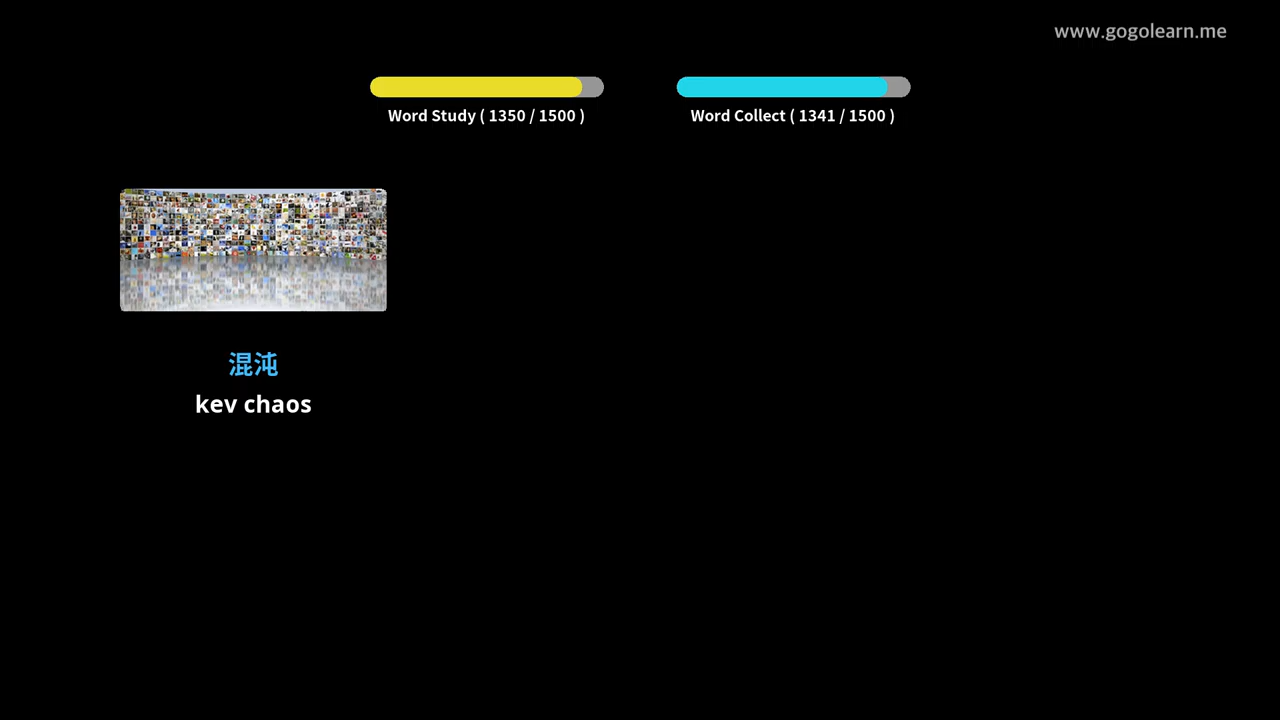 www.gogolearn.me
Word Study ( 1350 / 1500 )
Word Collect ( 1341 / 1500 )
混沌
kev chaos